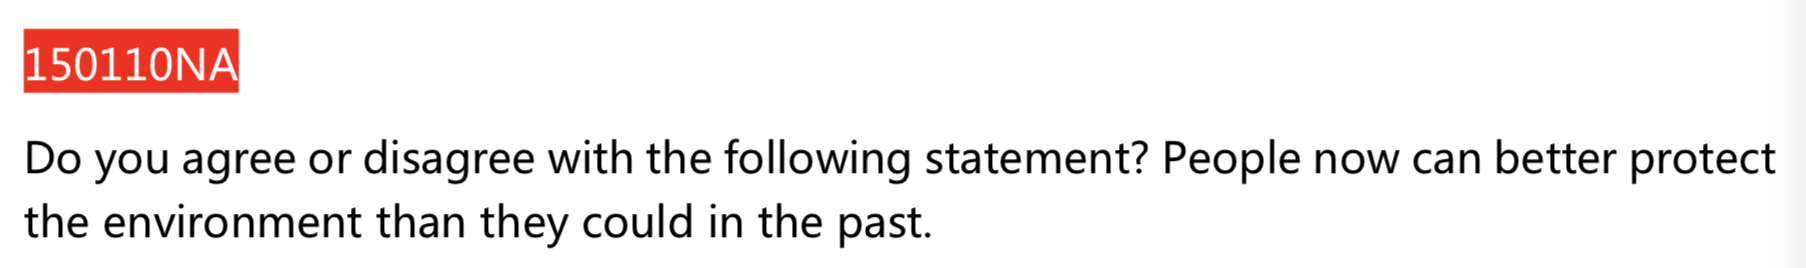 150110NA
Do you agree or disagree with the following statement? People now can better protect
the environment than they could in the past.